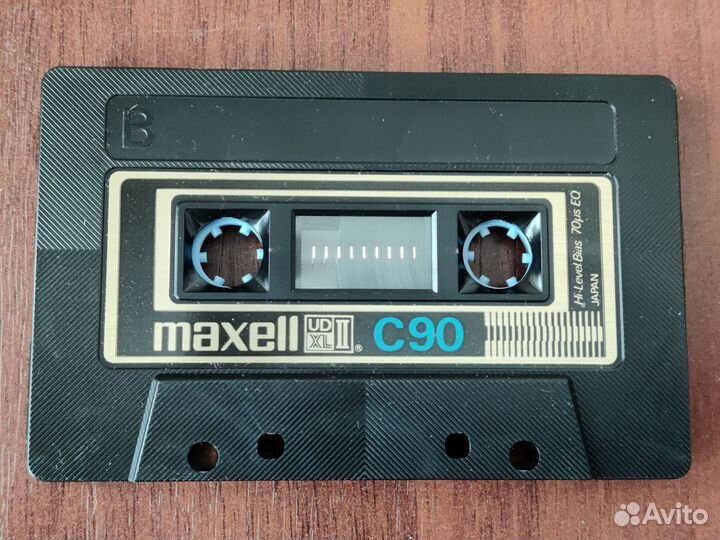 B
Hi-Level Bias 70µs EQ
JAPAN
maxell UD XL II ® C90
Avito